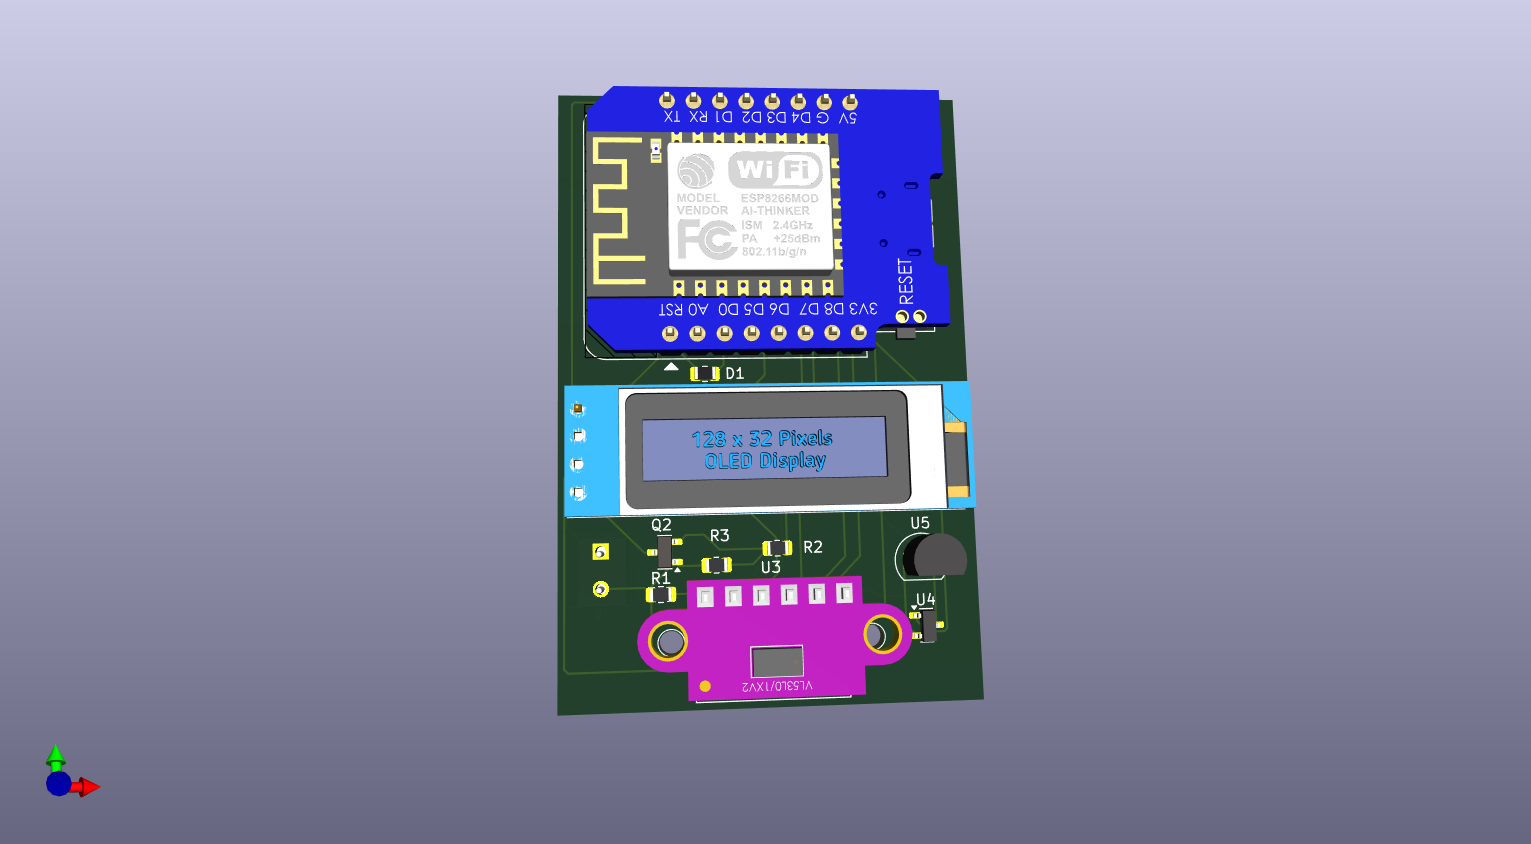 TX RX D1 D2 D3 D4 G 5V
WiFi
MODEL ESP8266MOD
VENDOR AI-THINKER
ISM 2.4GHz
FC PA +25dBm
802.11b/g/n
RESET
RST A0 D0 D5 D6 D7 D8 3V3
D1
128 x 32 Pixels
OLED Display
Q2
R3
R2
U5
U3
R1
U4
VL53L0/1XV2